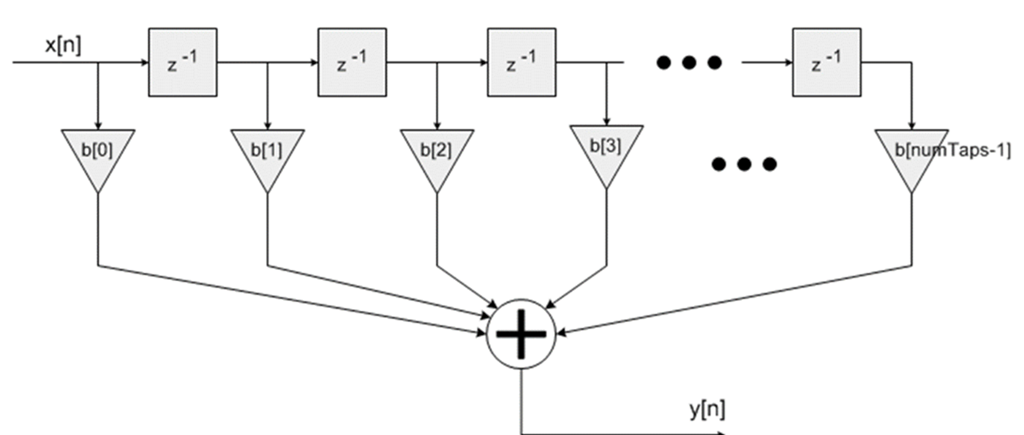 x[n]
z -1
z -1
z -1
z -1
b[0]
b[1]
b[2]
b[3]
b[numTaps-1]
y[n]